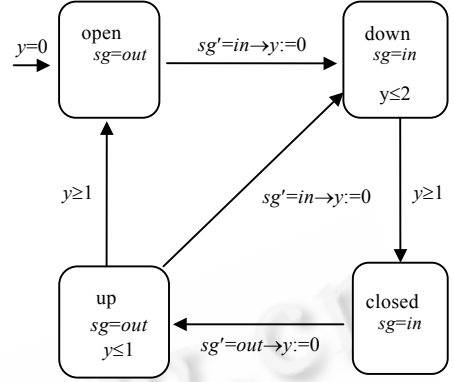 y=0
open
sg=out
sg′=in→y:=0
down
sg=in
y≤2
y≥1
sg′=in→y:=0
y≥1
up
sg=out
y≤1
sg′=out→y:=0
closed
sg=in